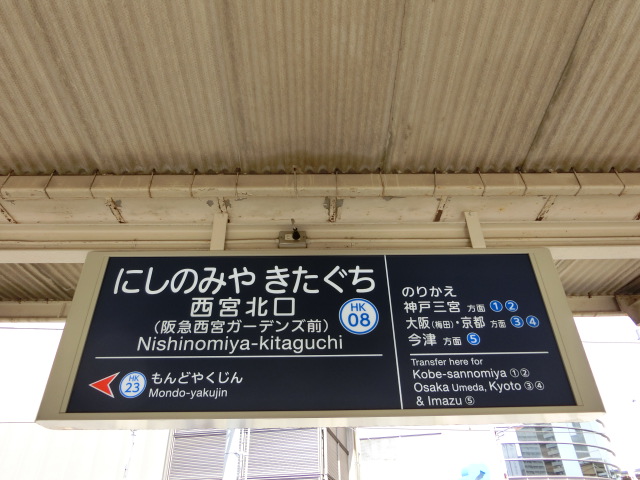 にしのみや きたぐち
西宮北口
(阪急西宮ガーデンズ前)
Nishinomiya-kitaguchi
HK
08
HK
23
もんどやくじん
Mondo-yakujin
のりかえ
神戸三宮 方面 ①②
大阪(梅田)・京都 方面 ③④
今津 方面 ⑤
Transfer here for
Kobe-sannomiya ①②
Osaka Umeda, Kyoto ③④
& Imazu ⑤